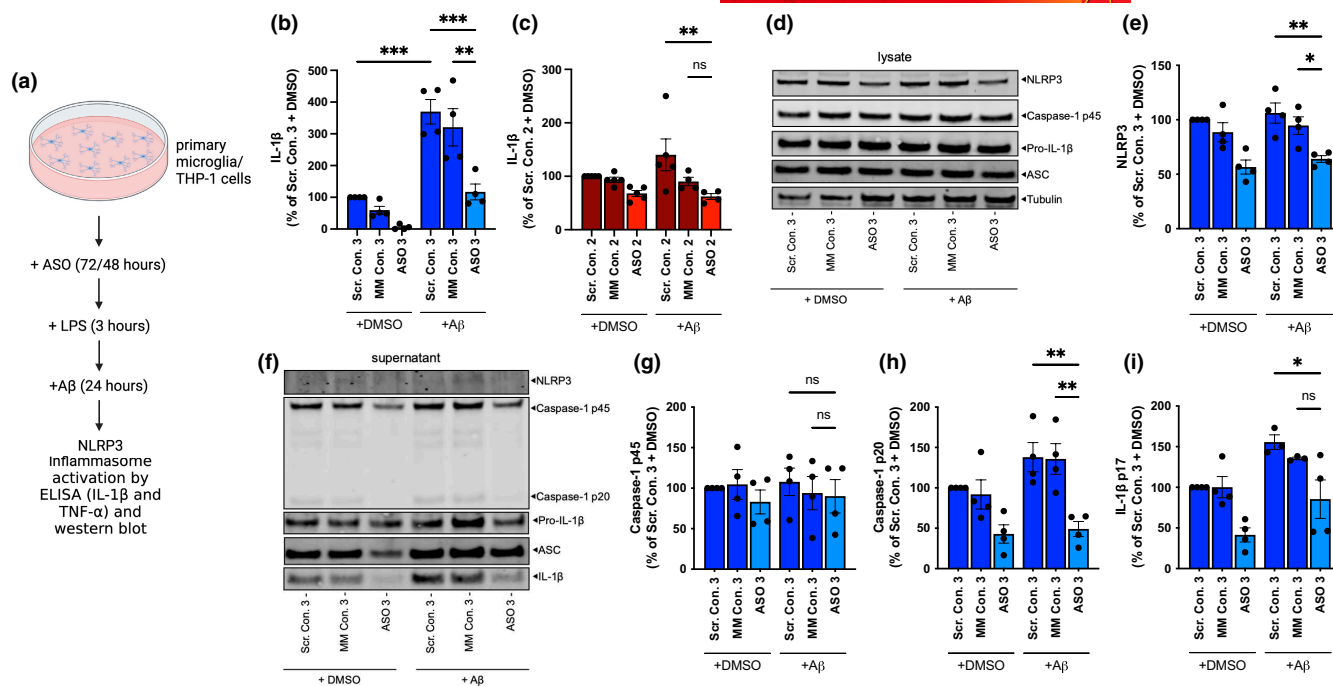 (a)
primary
microglia/
THP-1 cells
+ ASO (72/48 hours)
+ LPS (3 hours)
+Aβ (24 hours)
NLRP3
Inflammasome
activation by
ELISA (IL-1β and
TNF-α) and
western blot
(b)
***
***
**
IL-1β
(% of Scr. Con. 3 + DMSO)
500
400
300
200
100
0
Scr. Con. 3
MM Con. 3
ASO 3
Scr. Con. 3
MM Con. 3
ASO 3
+DMSO
+Aβ
(c)
**
ns
IL-1β
(% of Scr. Con. 2 + DMSO)
300
200
100
50
0
Scr. Con. 2
MM Con. 2
ASO 2
Scr. Con. 2
MM Con. 2
ASO 2
+DMSO
+Aβ
(d)
lysate
NLRP3
Caspase-1 p45
Pro-IL-1β
ASC
Tubulin
Scr. Con. 3 -
MM Con. 3 -
ASO 3 -
Scr. Con. 3 -
MM Con. 3 -
ASO 3 -
+ DMSO
+ Aβ
(e)
**
*
NLRP3
(% of Scr. Con. 3 + DMSO)
150
100
50
0
Scr. Con. 3
MM Con. 3
ASO 3
Scr. Con. 3
MM Con. 3
ASO 3
+DMSO
+Aβ
(f)
supernatant
NLRP3
Caspase-1 p45
Caspase-1 p20
Pro-IL-1β
ASC
IL-1β
Scr. Con. 3 -
MM Con. 3 -
ASO 3 -
Scr. Con. 3 -
MM Con. 3 -
ASO 3 -
+ DMSO
+ Aβ
(g)
ns
ns
Caspase-1 p45
(% of Scr. Con. 3 + DMSO)
200
150
100
50
0
Scr. Con. 3
MM Con. 3
ASO 3
Scr. Con. 3
MM Con. 3
ASO 3
+DMSO
+Aβ
(h)
**
**
Caspase-1 p20
(% of Scr. Con. 3 + DMSO)
200
150
100
50
0
Scr. Con. 3
MM Con. 3
ASO 3
Scr. Con. 3
MM Con. 3
ASO 3
+DMSO
+Aβ
(i)
*
ns
IL-1β p17
(% of Scr. Con. 3 + DMSO)
200
150
100
50
0
Scr. Con. 3
MM Con. 3
ASO 3
Scr. Con. 3
MM Con. 3
ASO 3
+DMSO
+Aβ